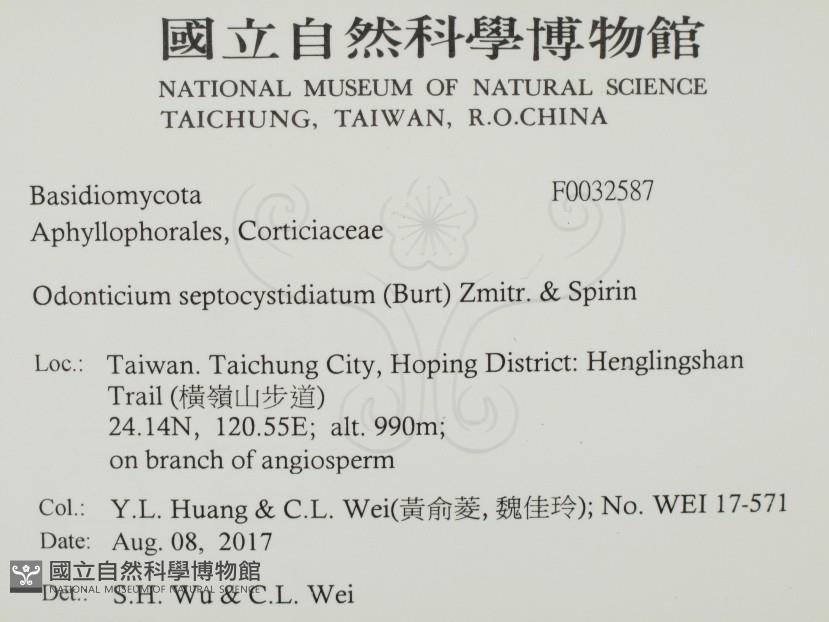 國立自然科學博物館
NATIONAL MUSEUM OF NATURAL SCIENCE
TAICHUNG, TAIWAN, R.O.CHINA
Basidiomycota F0032587
Aphyllophorales, Corticiaceae
Odonticium septocystidiatum (Burt) Zmitr. & Spirin
Loc.: Taiwan. Taichung City, Hoping District: Henglingshan
Trail (橫嶺山步道)
24.14N, 120.55E; alt. 990m;
on branch of angiosperm
Col.: Y.L. Huang & C.L. Wei(黃俞菱, 魏佳玲); No. WEI 17-571
Date: Aug. 08, 2017
國立自然科學博物館
NATIONAL MUSEUM OF NATURAL SCIENCE
Det.: S.H. Wu & C.L. Wei